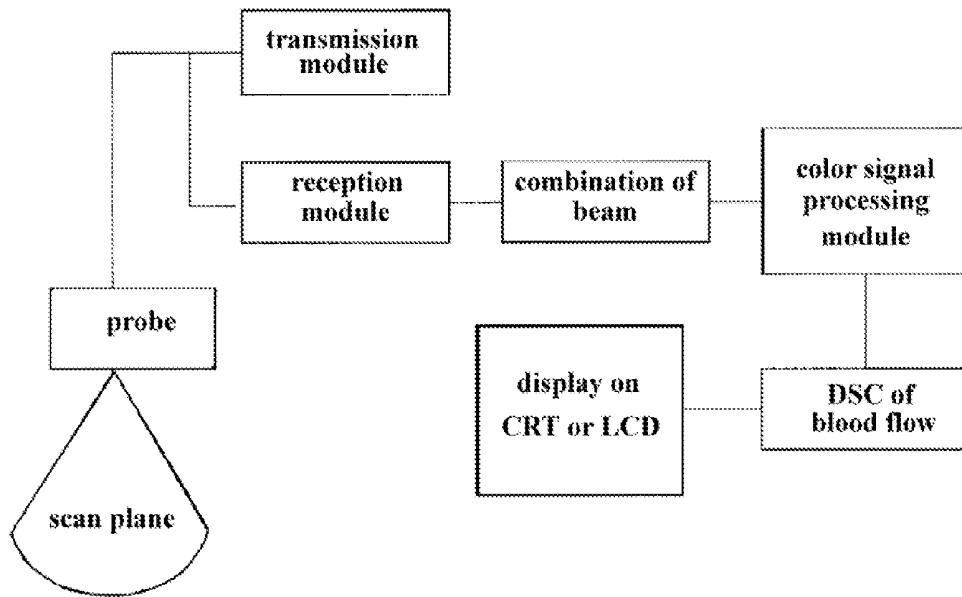 transmission
module
reception
module
combination of
beam
color signal
processing
module
probe
display on
CRT or LCD
DSC of
blood flow
scan plane